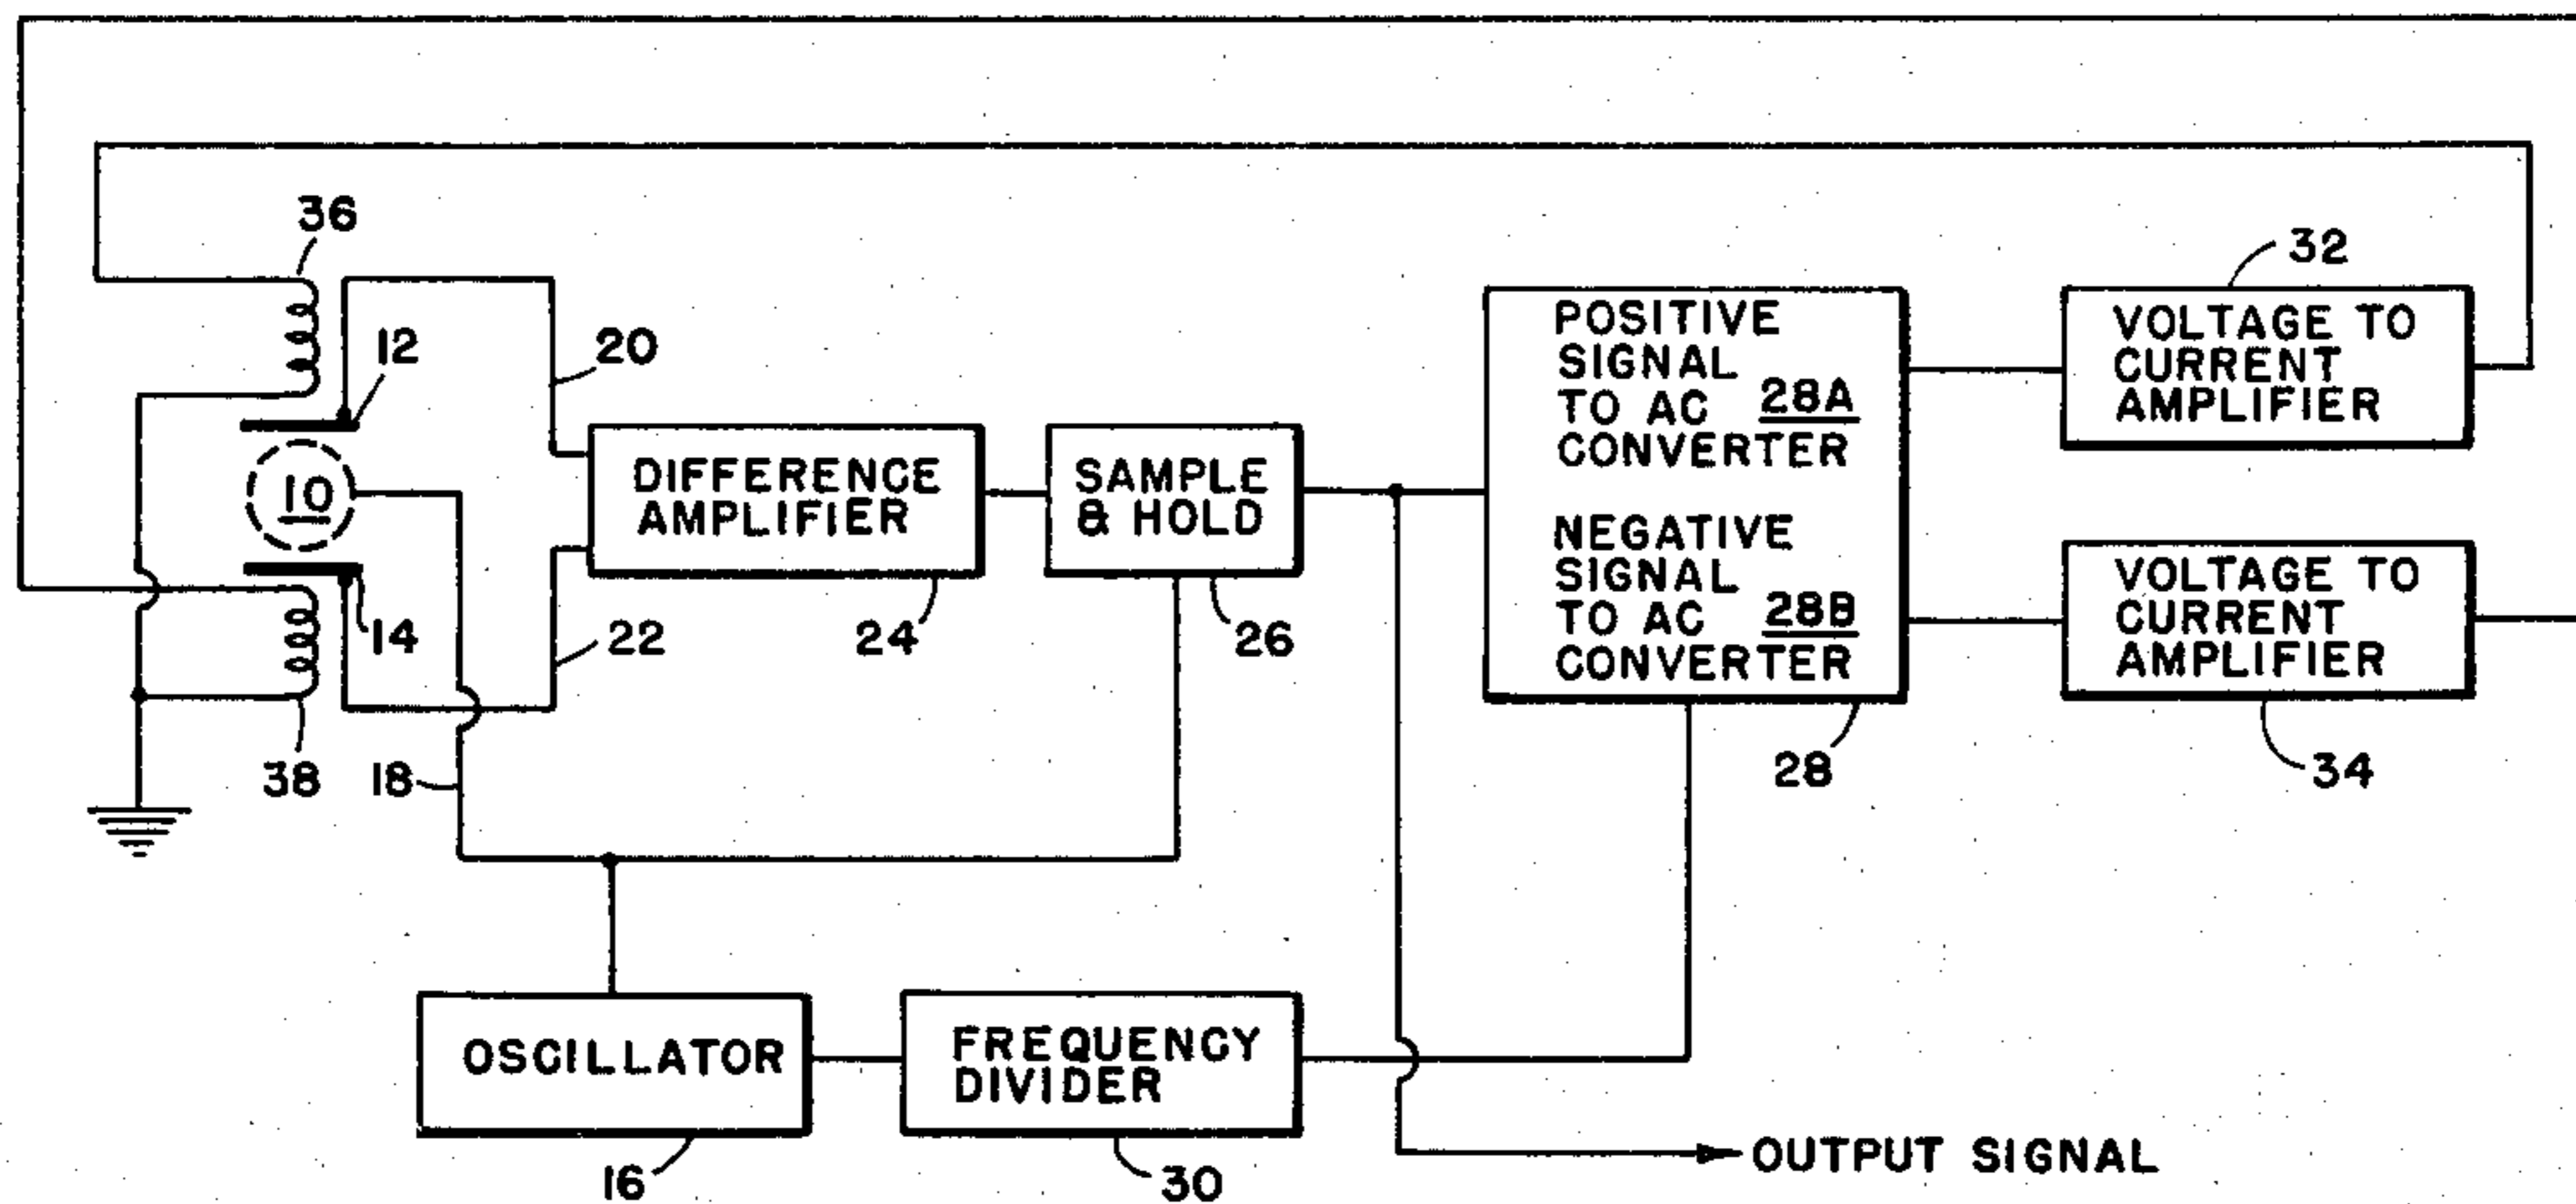 36
12
20
10
14
22
38
18
DIFFERENCE
AMPLIFIER
24
SAMPLE
& HOLD
26
POSITIVE
SIGNAL
TO AC 28A
CONVERTER
NEGATIVE
SIGNAL
TO AC 28B
CONVERTER
28
32
VOLTAGE TO
CURRENT
AMPLIFIER
VOLTAGE TO
CURRENT
AMPLIFIER
34
OSCILLATOR
16
FREQUENCY
DIVIDER
30
OUTPUT SIGNAL